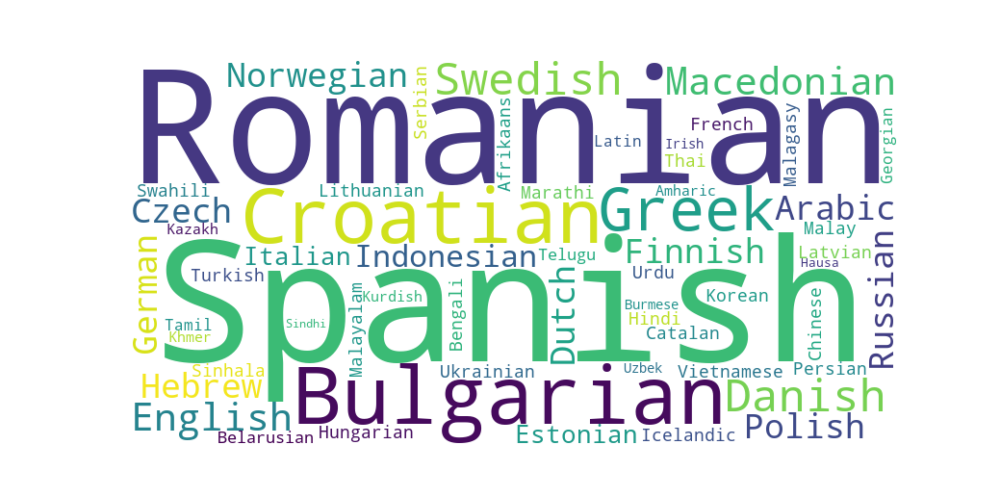 Norwegian
Serbian
Swedish
Macedonian
Romanian
Afrikaans
Latin
French
Irish
Thai
Malagasy
Georgian
Swahili
Lithuanian
Marathi
Amharic
Czech
Kazakh
Croatian
Greek
Arabic
Malay
German
Turkish
Italian
Indonesian
Telugu
Finnish
Urdu
Latvian
Hausa
Russian
Spanish
Tamil
Khmer
Sindhi
Malayalam
Kurdish
Bengali
Dutch
Burmese
Hindi
Catalan
Korean
Chinese
Sinhala
Hebrew
Ukrainian
Uzbek
Vietnamese
Persian
English
Belarusian
Hungarian
Bulgarian
Estonian
Icelandic
Danish
Polish